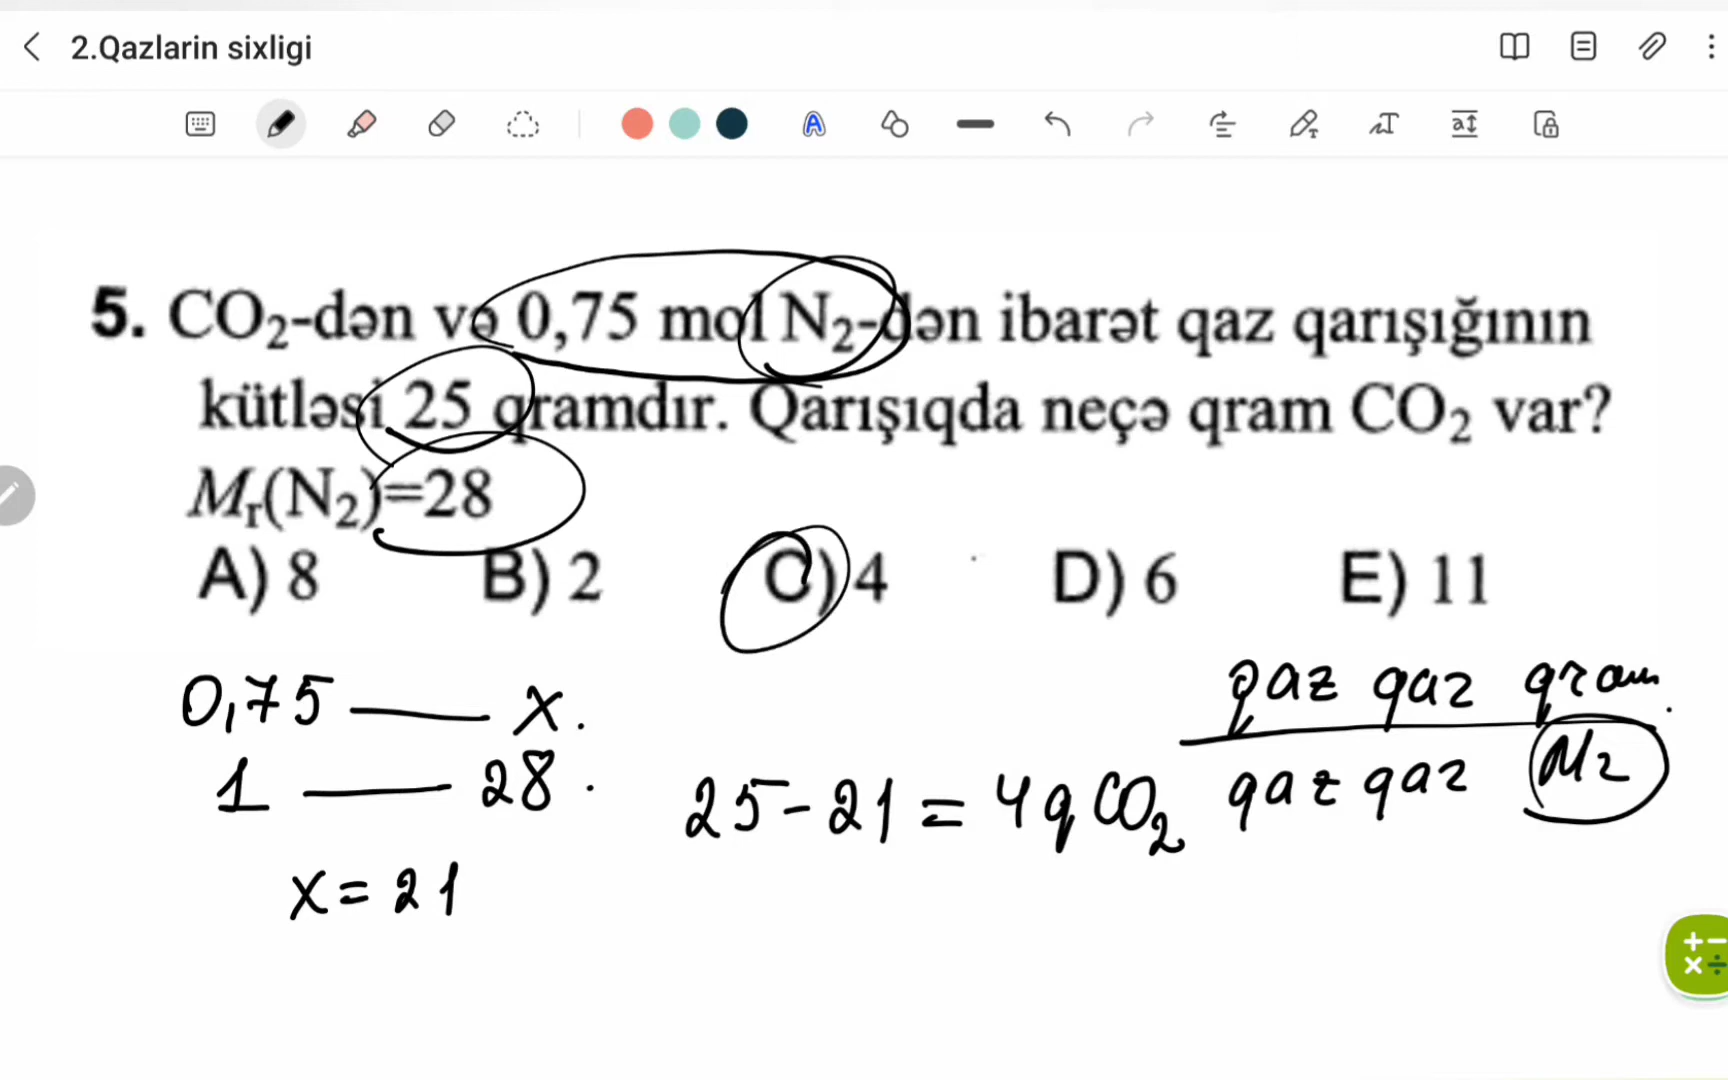 2.Qazlarin sixligi
5. CO₂-dən və 0,75 mol N₂-dən ibarət qaz qarışığının
kütləsi 25 qramdır. Qarışıqda neçə qram CO₂ var?
Mᵣ(N₂)=28
A) 8 B) 2 C) 4 D) 6 E) 11
0,75 — x.
1 — 28.
x = 21
25 - 21 = 4q CO₂
qaz qaz qram
qaz qaz Mr